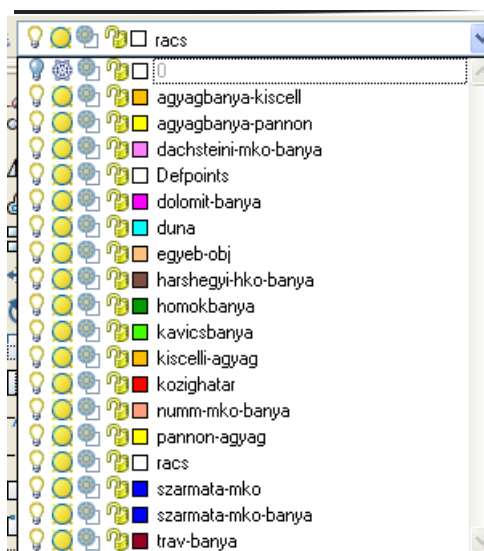 racs
0
agyagbanya-kiscell
agyagbanya-pannon
dachsteini-mko-banya
Defpoints
dolomit-banya
duna
egyeb-obj
harshegyi-hko-banya
homokbanya
kavicsbanya
kiscelli-agyag
kozighatar
numm-mko-banya
pannon-agyag
racs
szarmata-mko
szarmata-mko-banya
trav-banya